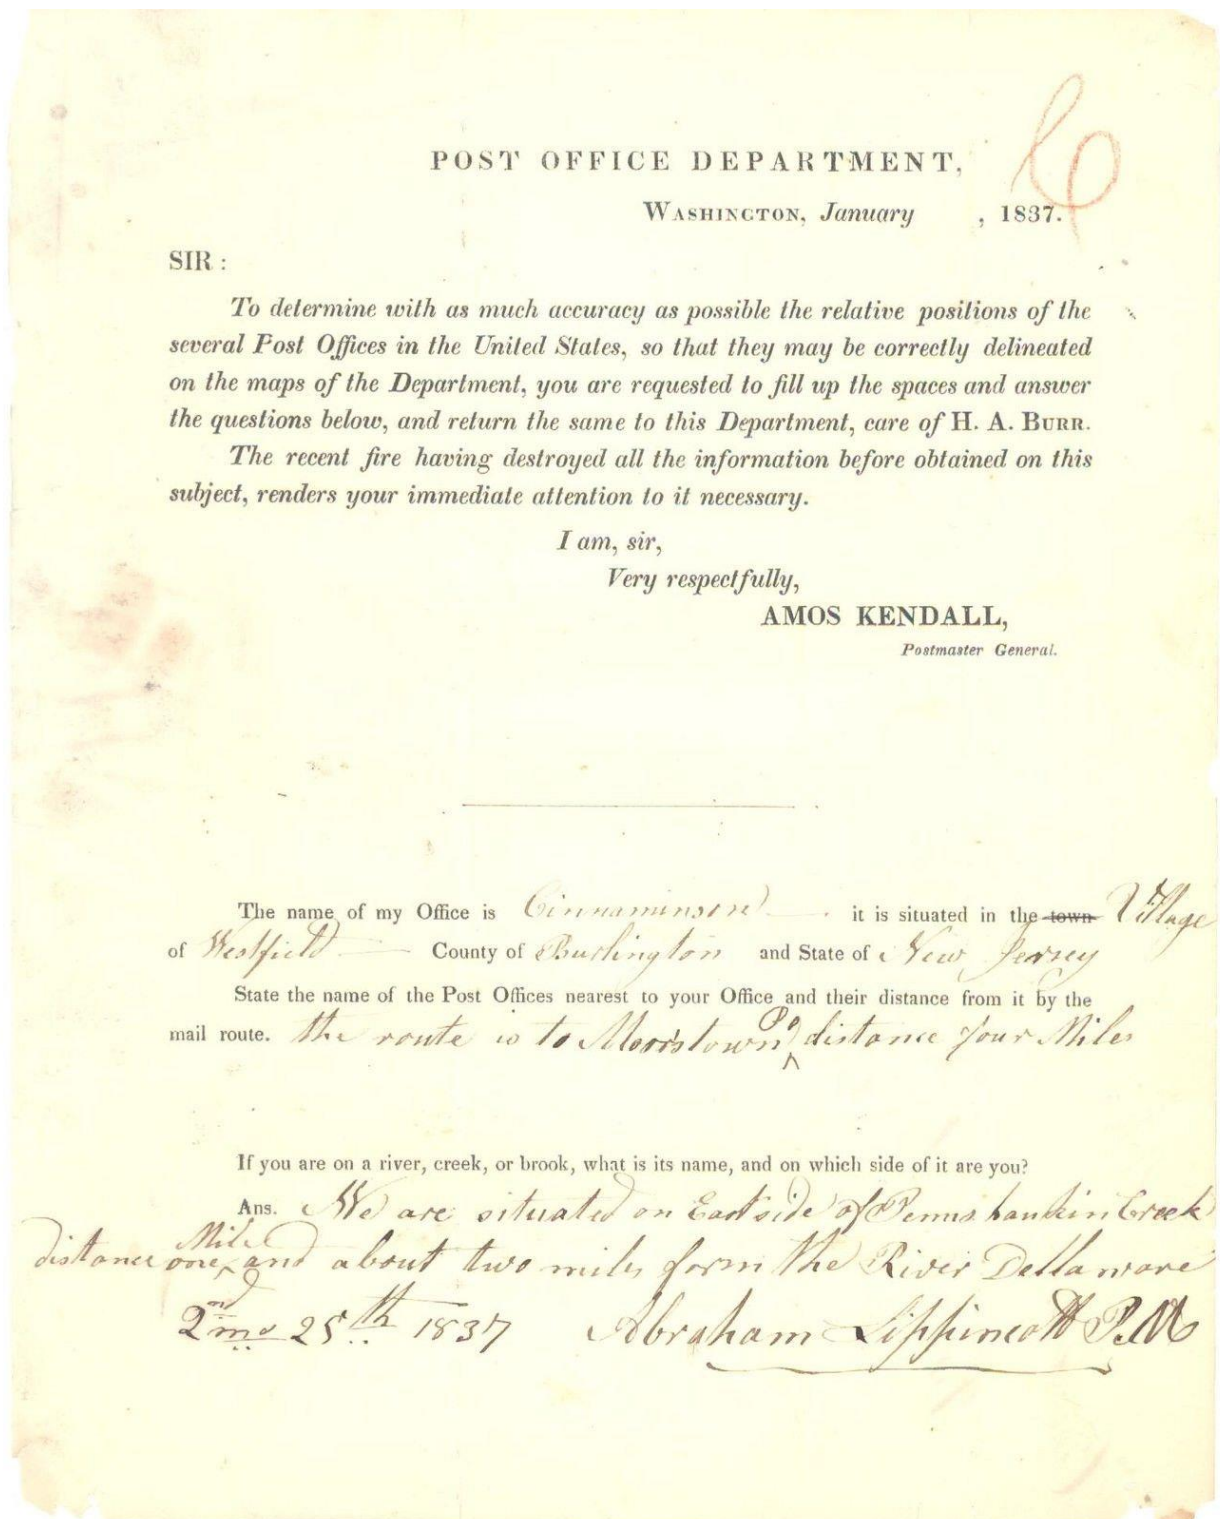 POST OFFICE DEPARTMENT,
WASHINGTON, January , 1837.
SIR :
To determine with as much accuracy as possible the relative positions of the
several Post Offices in the United States, so that they may be correctly delineated
on the maps of the Department, you are requested to fill up the spaces and answer
the questions below, and return the same to this Department, care of H. A. BURR.
The recent fire having destroyed all the information before obtained on this
subject, renders your immediate attention to it necessary.
I am, sir,
Very respectfully,
AMOS KENDALL,
Postmaster General.
The name of my Office is Cinnaminson it is situated in the town Village
of Westfield County of Burlington and State of New Jersey
State the name of the Post Offices nearest to your Office and their distance from it by the
mail route. the route is to Moorstown Po distance four Miles
If you are on a river, creek, or brook, what is its name, and on which side of it are you?
Ans. We are situated on East side of Pennshaukin Creek
distance one Mile and about two miles form the River Dellaware
2nd mo 25th 1837 Abraham Lippincott P.M